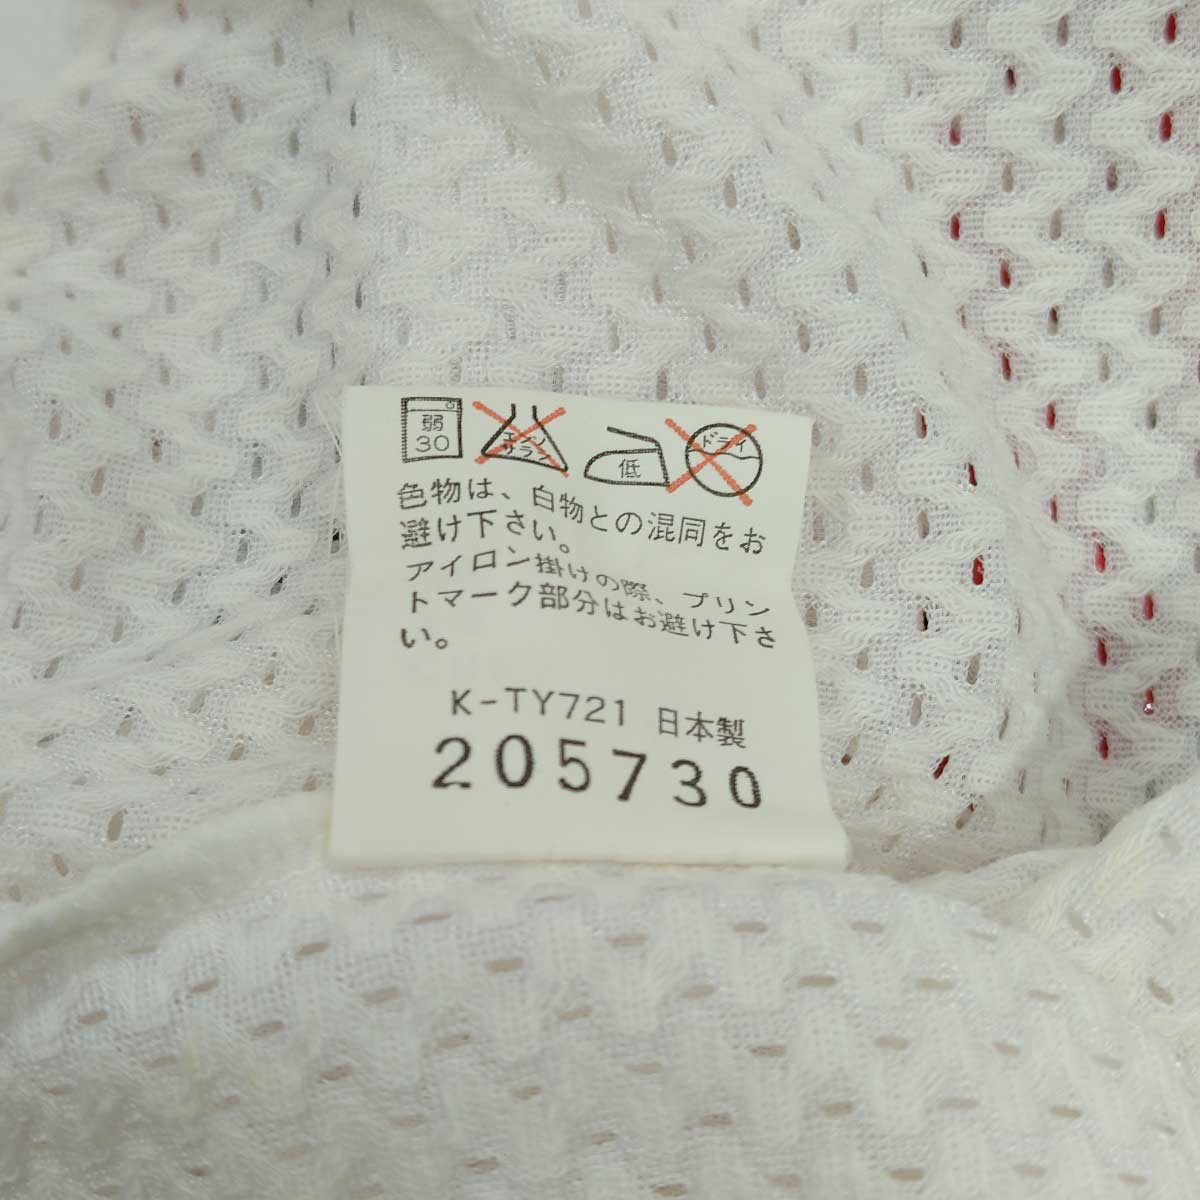 弱
30
エンソ
サラシ
低
ドライ
色物は、白物との混同をお
避け下さい。
アイロン掛けの際、プリン
トマーク部分はお避け下さ
い。
K-TY721 日本製
205730